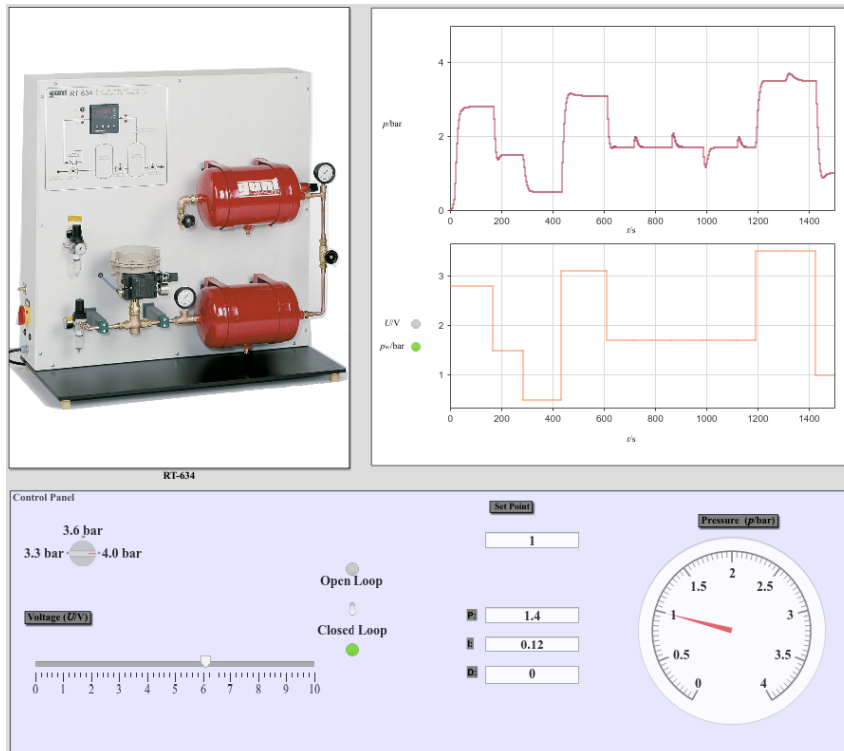 gunt RT 634
gunt
4
p/bar
2
0
0 200 400 600 800 1000 1200 1400
t/s
3
U/V
2
pw/bar
1
0 200 400 600 800 1000 1200 1400
t/s
RT-634
Control Panel
3.6 bar
3.3 bar 4.0 bar
Open Loop
Voltage (U/V)
Closed Loop
0 1 2 3 4 5 6 7 8 9 10
Set Point
1
P: 1.4
I: 0.12
D: 0
Pressure (p/bar)
0 0.5 1 1.5 2 2.5 3 3.5 4